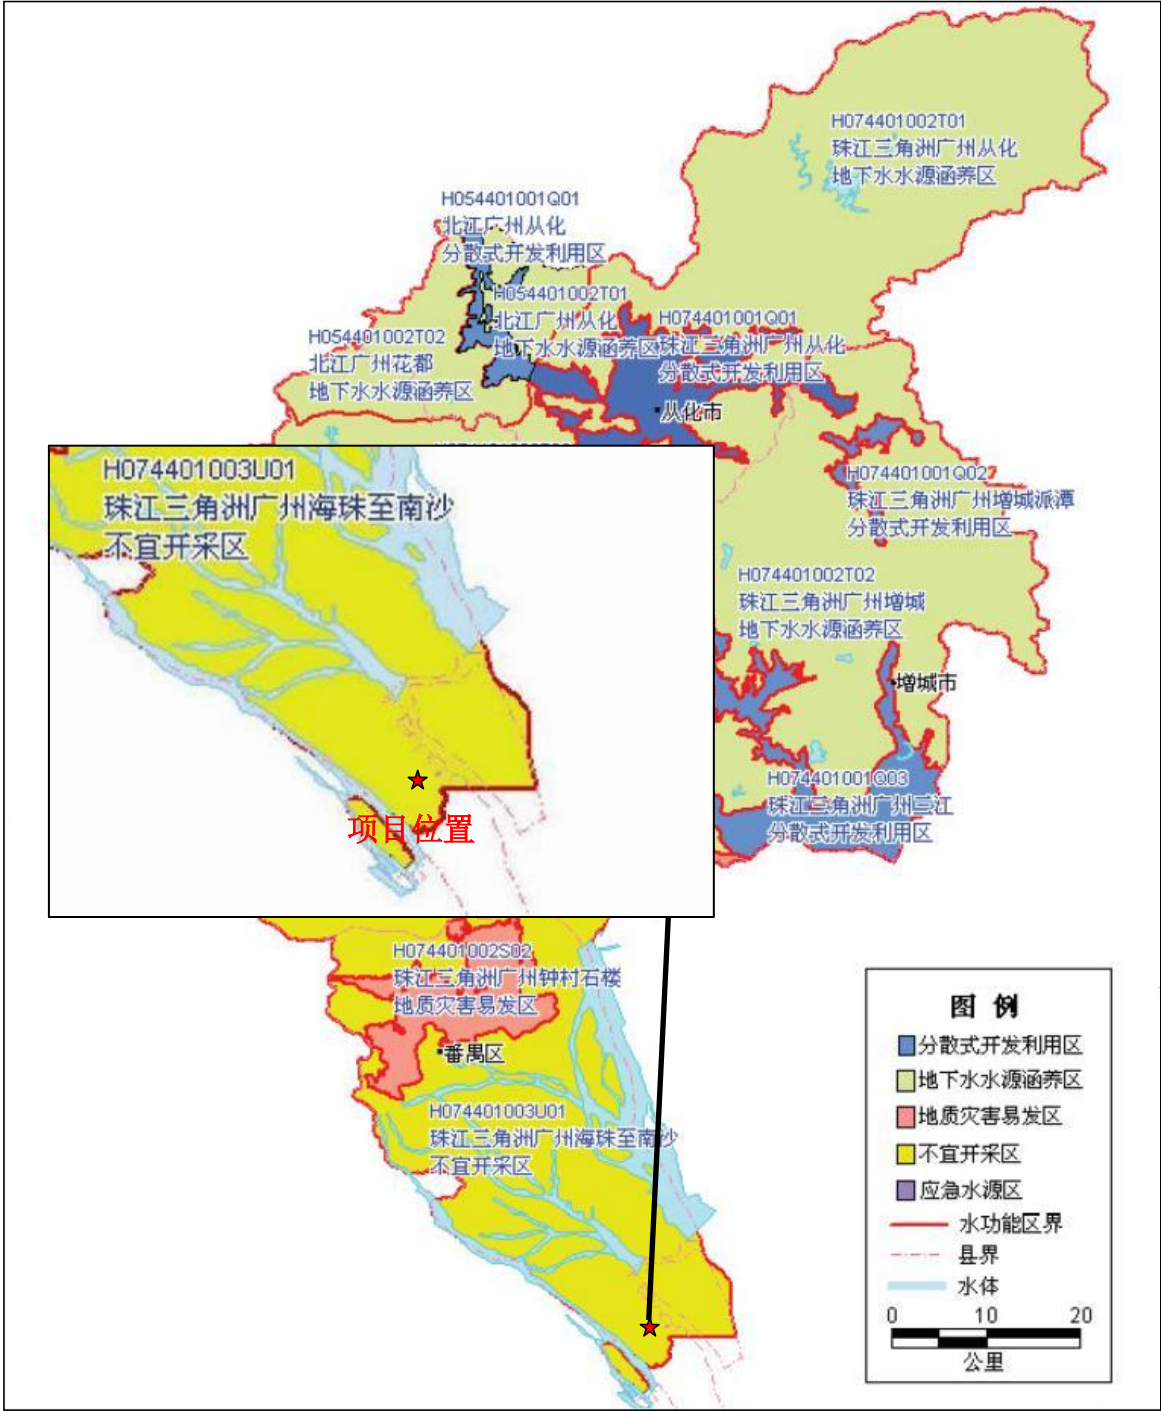 H074401002T01
珠江三角洲广州从化
地下水水源涵养区
H054401001Q01
北江广州从化
分散式开发利用区
H054401002T01
北江广州从化
地下水水源涵养区
H054401002T02
北江广州花都
地下水水源涵养区
H074401001Q01
珠江三角洲广州从化
分散式开发利用区
从化市
H074401001Q02
珠江三角洲广州增城派潭
分散式开发利用区
H074401003U01
珠江三角洲广州海珠至南沙
不宜开采区
项目位置
H074401002T02
珠江三角洲广州增城
地下水水源涵养区
增城市
H074401001Q03
珠江三角洲广州三江
分散式开发利用区
H074401002S02
珠江三角洲广州钟村石楼
地质灾害易发区
番禺区
H074401003U01
珠江三角洲广州海珠至南沙
不宜开采区
图 例
分散式开发利用区
地下水水源涵养区
地质灾害易发区
不宜开采区
应急水源区
水功能区界
县界
水体
0 10 20
公里